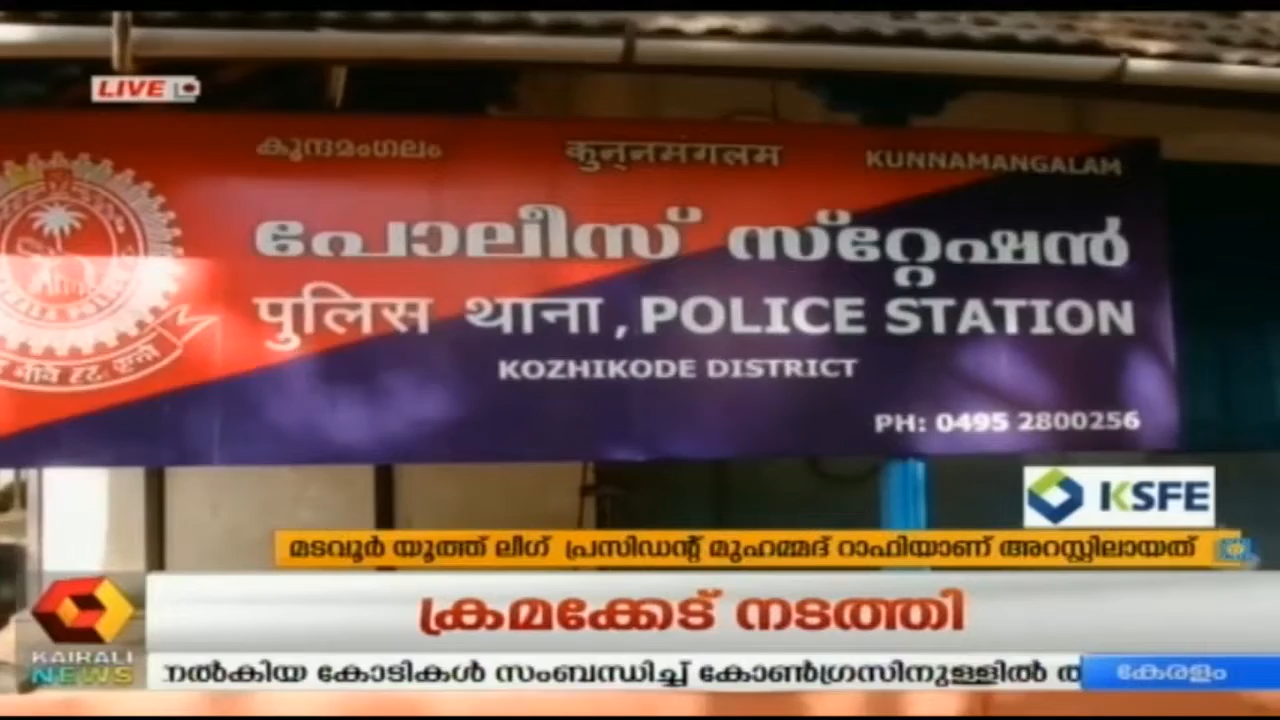 LIVE
കുന്ദമംഗലം कुन्नमंगलम KUNNAMANGALAM
പോലീസ് സ്റ്റേഷൻ
पुलिस थाना, POLICE STATION
KOZHIKODE DISTRICT
PH: 0495 2800256
KSFE
മടവൂർ യൂത്ത് ലീഗ് പ്രസിഡന്റ് മുഹമ്മദ് റാഫിയാണ് അറസ്റ്റിലായത്
ക്രമക്കേട് നടത്തി
KAIRALI
NEWS
നൽകിയ കോടികൾ സംബന്ധിച്ച് കോൺഗ്രസിനുള്ളിൽ
കേരളം